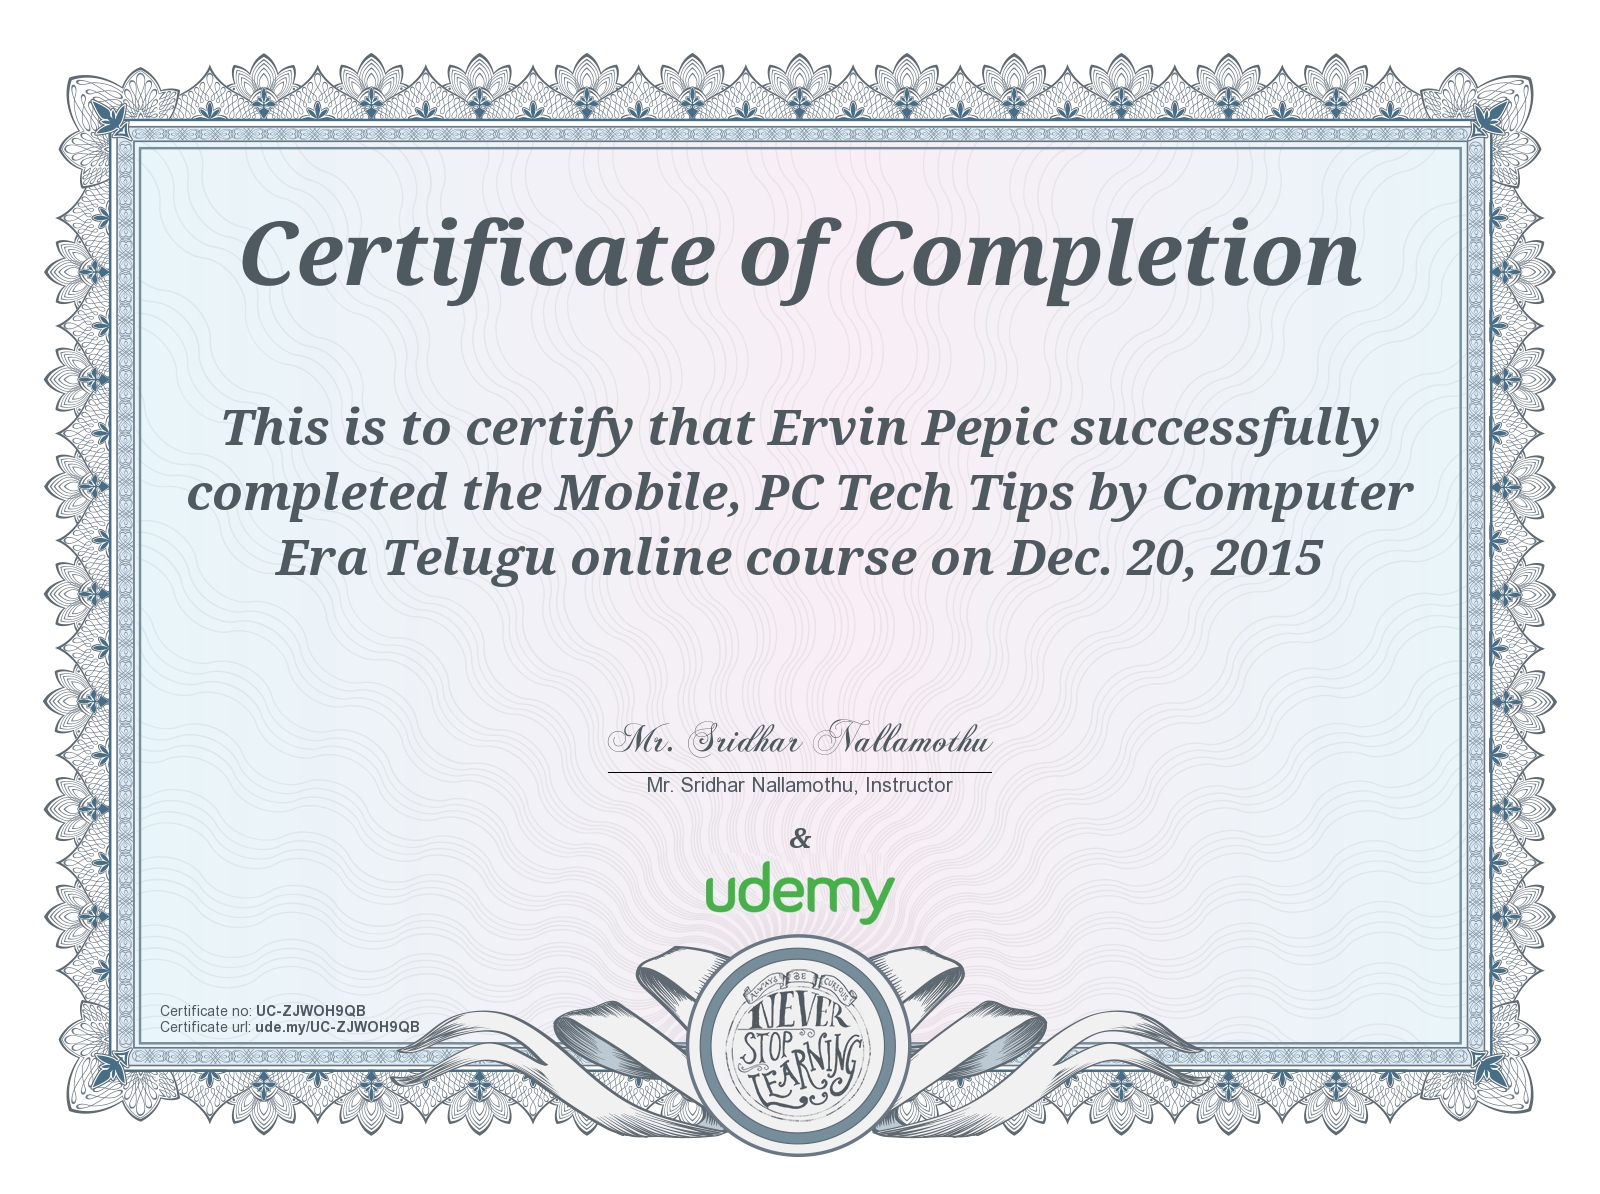 Certificate of Completion
This is to certify that Ervin Pepic successfully
completed the Mobile, PC Tech Tips by Computer
Era Telugu online course on Dec. 20, 2015
Mr. Sridhar Nallamothu
Mr. Sridhar Nallamothu, Instructor
&
udemy
Certificate no: UC-ZJWOH9QB
Certificate url: ude.my/UC-ZJWOH9QB
ALWAYS BE CURIOUS
NEVER
STOP
LEARNING